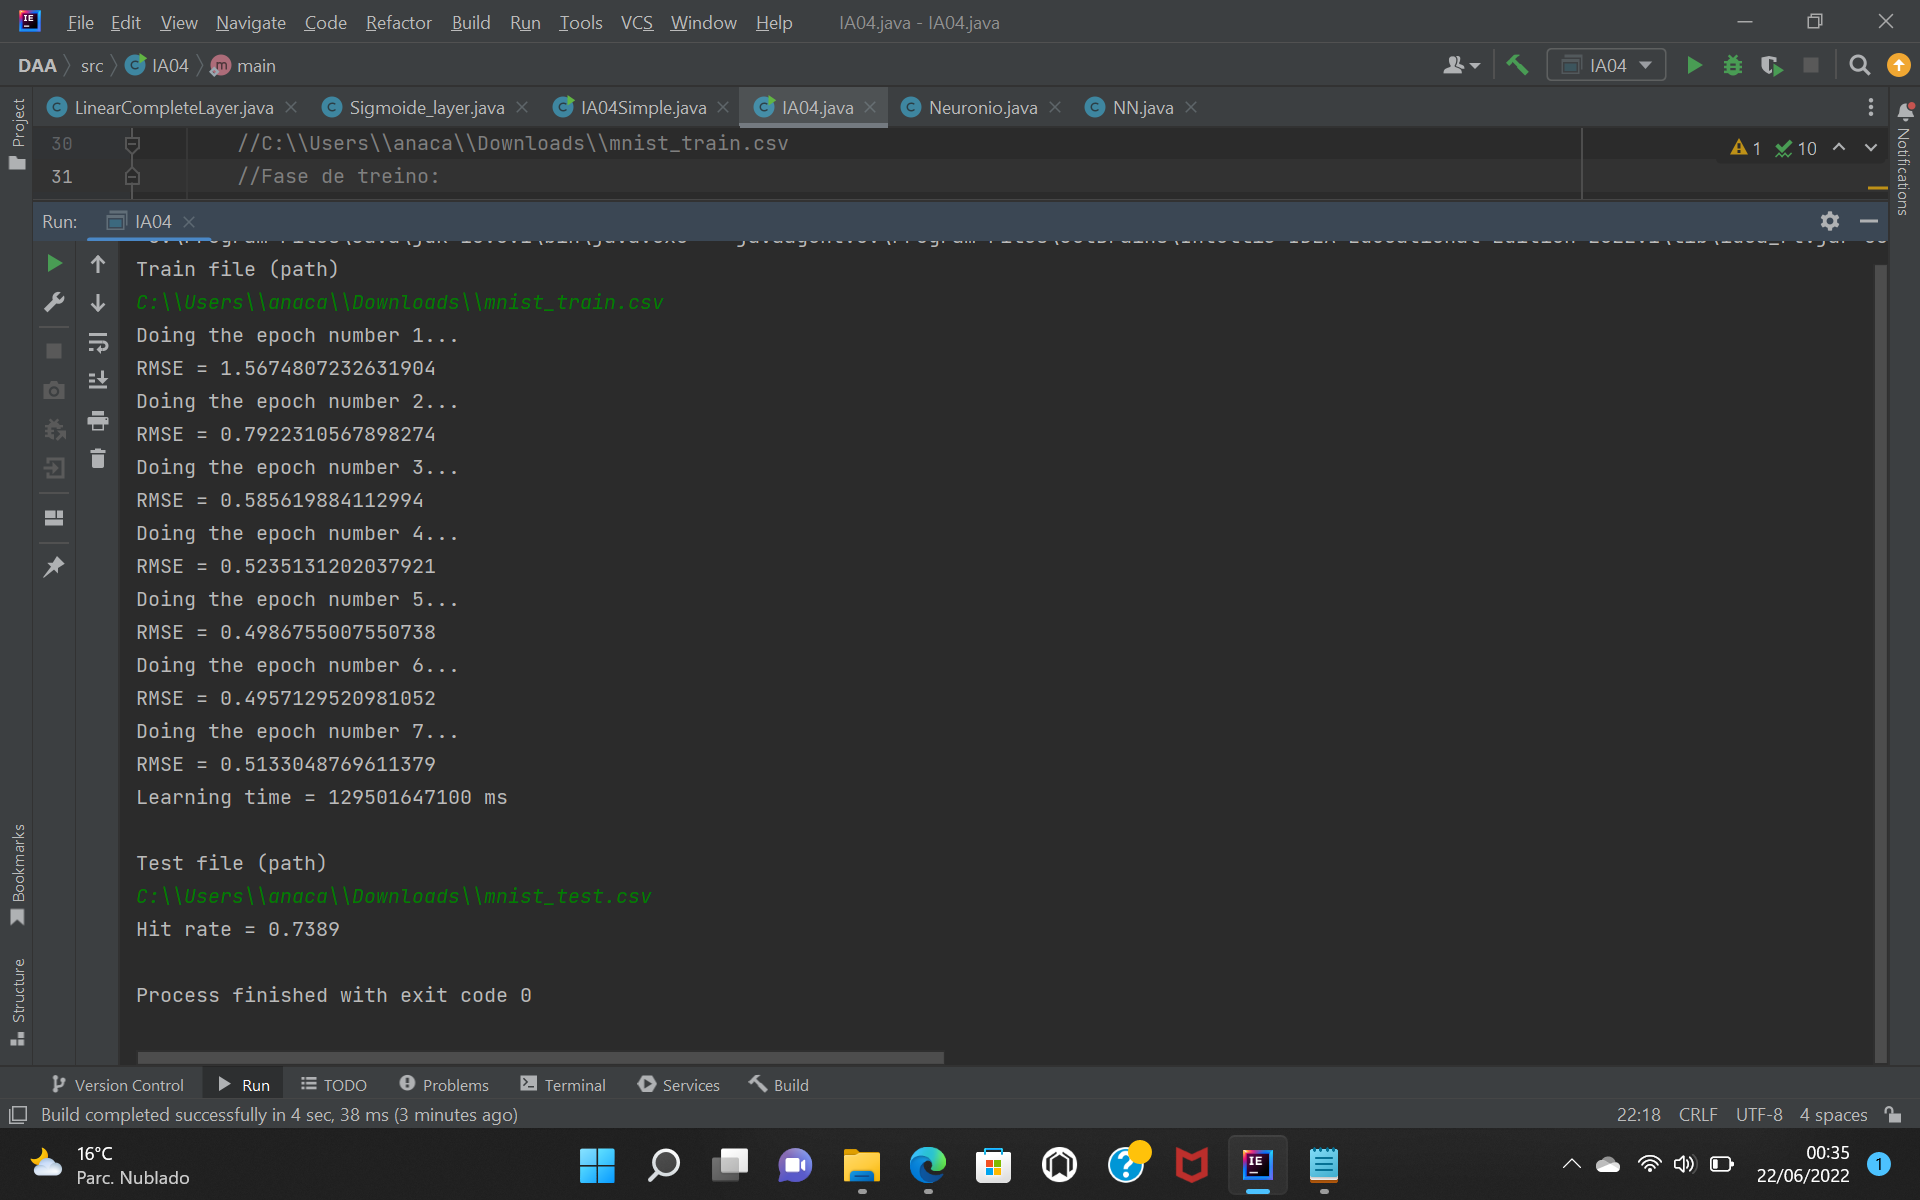 File Edit View Navigate Code Refactor Build Run Tools VCS Window Help IA04.java - IA04.java
DAA src IA04 main IA04
LinearCompleteLayer.java Sigmoide_layer.java IA04Simple.java IA04.java Neuronio.java NN.java
Project
Notifications
30 //C:\\Users\\anaca\\Downloads\\mnist_train.csv 1 10
31 //Fase de treino:
Run: IA04
Train file (path)
C:\\Users\\anaca\\Downloads\\mnist_train.csv
Doing the epoch number 1...
RMSE = 1.5674807232631904
Doing the epoch number 2...
RMSE = 0.7922310567898274
Doing the epoch number 3...
RMSE = 0.585619884112994
Doing the epoch number 4...
RMSE = 0.5235131202037921
Doing the epoch number 5...
RMSE = 0.4986755007550738
Doing the epoch number 6...
RMSE = 0.4957129520981052
Doing the epoch number 7...
RMSE = 0.5133048769611379
Learning time = 129501647100 ms
Test file (path)
C:\\Users\\anaca\\Downloads\\mnist_test.csv
Hit rate = 0.7389
Process finished with exit code 0
Bookmarks
Structure
Version Control Run TODO Problems Terminal Services Build
Build completed successfully in 4 sec, 38 ms (3 minutes ago) 22:18 CRLF UTF-8 4 spaces
16°C
Parc. Nublado
00:35
22/06/2022
1